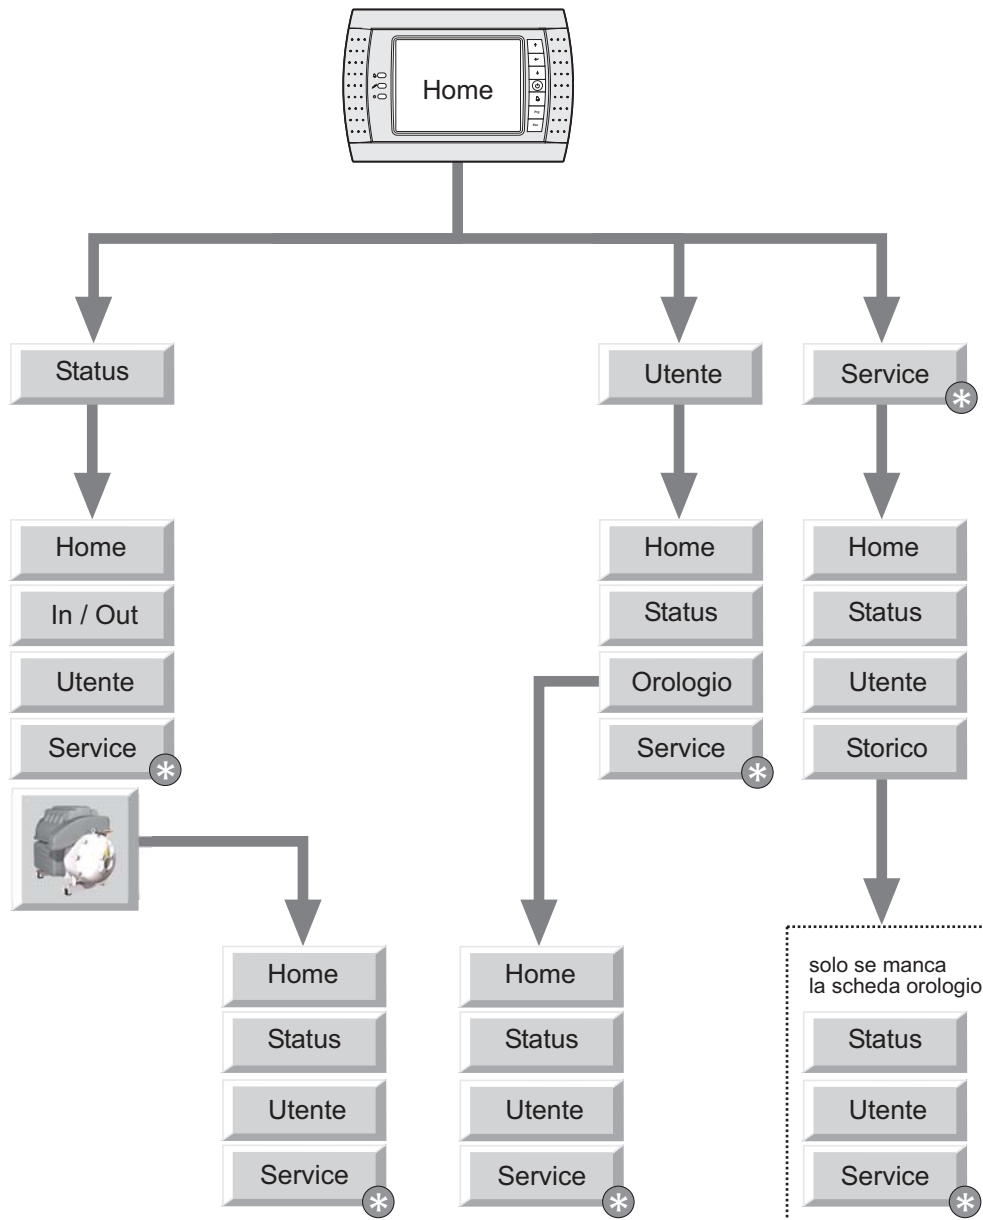 Home
Status
Utente
Service
Home
In / Out
Utente
Service
Home
Status
Orologio
Service
Home
Status
Utente
Storico
Home
Status
Utente
Service
Home
Status
Utente
Service
solo se manca
la scheda orologio
Status
Utente
Service